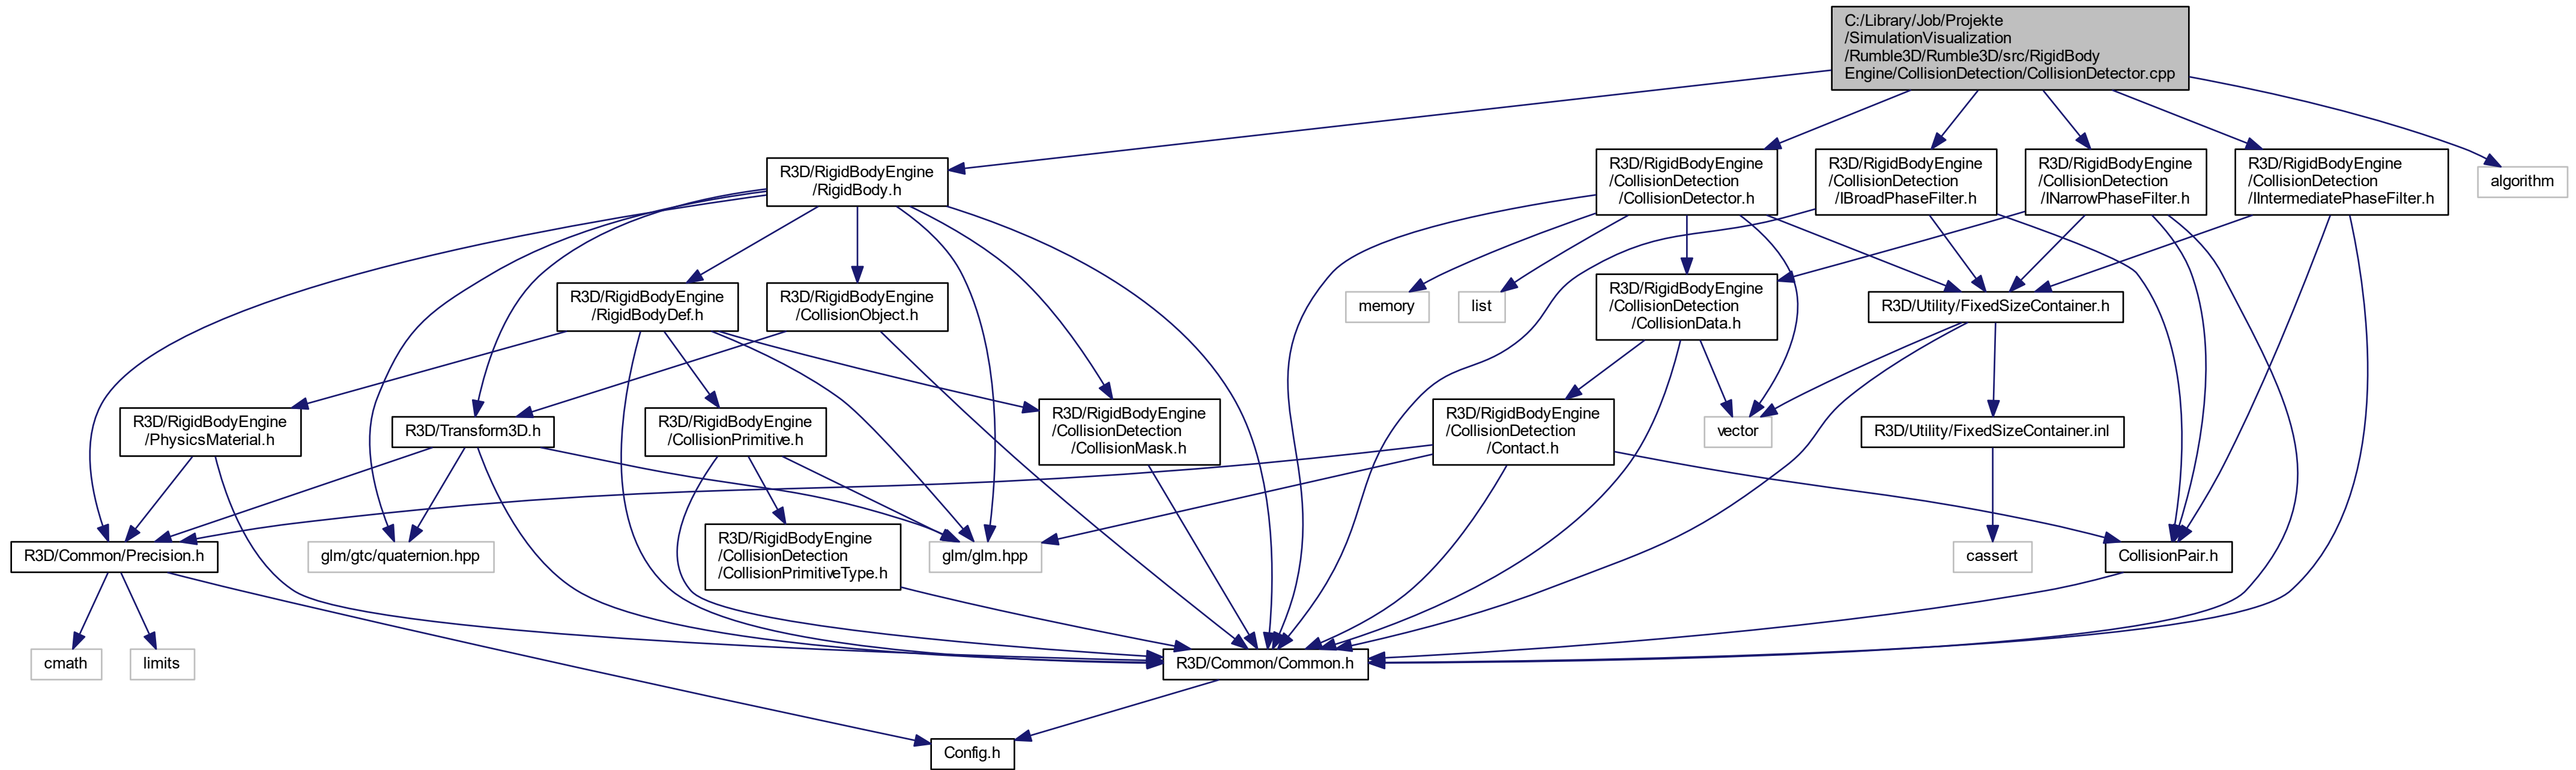 C:/Library/Job/Projekte
/SimulationVisualization
/Rumble3D/Rumble3D/src/RigidBody
Engine/CollisionDetection/CollisionDetector.cpp
R3D/RigidBodyEngine
/RigidBody.h
R3D/RigidBodyEngine
/CollisionDetection
/CollisionDetector.h
R3D/RigidBodyEngine
/CollisionDetection
/IBroadPhaseFilter.h
R3D/RigidBodyEngine
/CollisionDetection
/INarrowPhaseFilter.h
R3D/RigidBodyEngine
/CollisionDetection
/IIntermediatePhaseFilter.h
algorithm
R3D/RigidBodyEngine
/RigidBodyDef.h
R3D/RigidBodyEngine
/CollisionObject.h
memory
list
R3D/RigidBodyEngine
/CollisionDetection
/CollisionData.h
R3D/Utility/FixedSizeContainer.h
R3D/RigidBodyEngine
/PhysicsMaterial.h
R3D/Transform3D.h
R3D/RigidBodyEngine
/CollisionPrimitive.h
R3D/RigidBodyEngine
/CollisionDetection
/CollisionMask.h
R3D/RigidBodyEngine
/CollisionDetection
/Contact.h
vector
R3D/Utility/FixedSizeContainer.inl
R3D/Common/Precision.h
glm/gtc/quaternion.hpp
R3D/RigidBodyEngine
/CollisionDetection
/CollisionPrimitiveType.h
glm/glm.hpp
cassert
CollisionPair.h
cmath
limits
R3D/Common/Common.h
Config.h